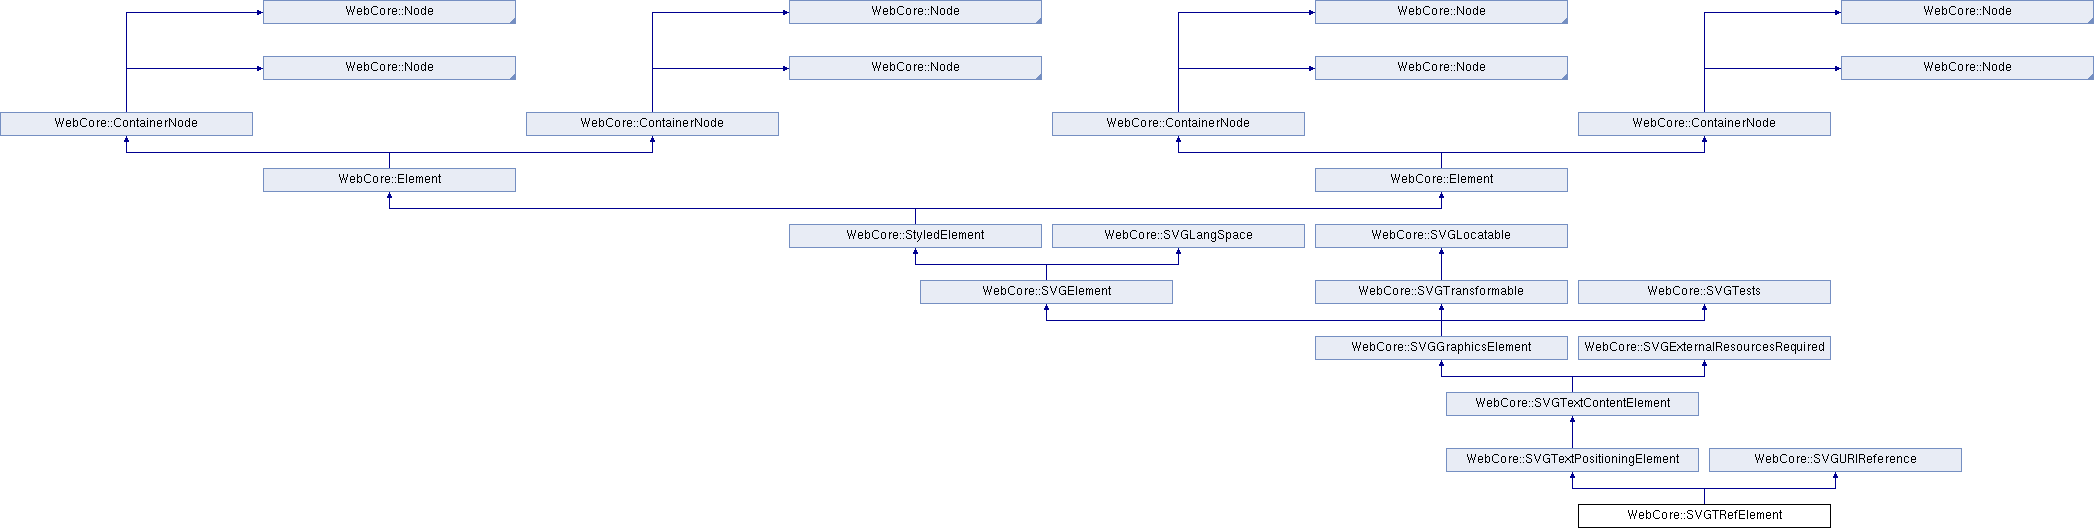 WebCore::Node
WebCore::Node
WebCore::Node
WebCore::Node
WebCore::Node
WebCore::Node
WebCore::Node
WebCore::Node
WebCore::ContainerNode
WebCore::ContainerNode
WebCore::ContainerNode
WebCore::ContainerNode
WebCore::Element
WebCore::Element
WebCore::StyledElement
WebCore::SVGLangSpace
WebCore::SVGLocatable
WebCore::SVGElement
WebCore::SVGTransformable
WebCore::SVGTests
WebCore::SVGGraphicsElement
WebCore::SVGExternalResourcesRequired
WebCore::SVGTextContentElement
WebCore::SVGTextPositioningElement
WebCore::SVGURIReference
WebCore::SVGTRefElement